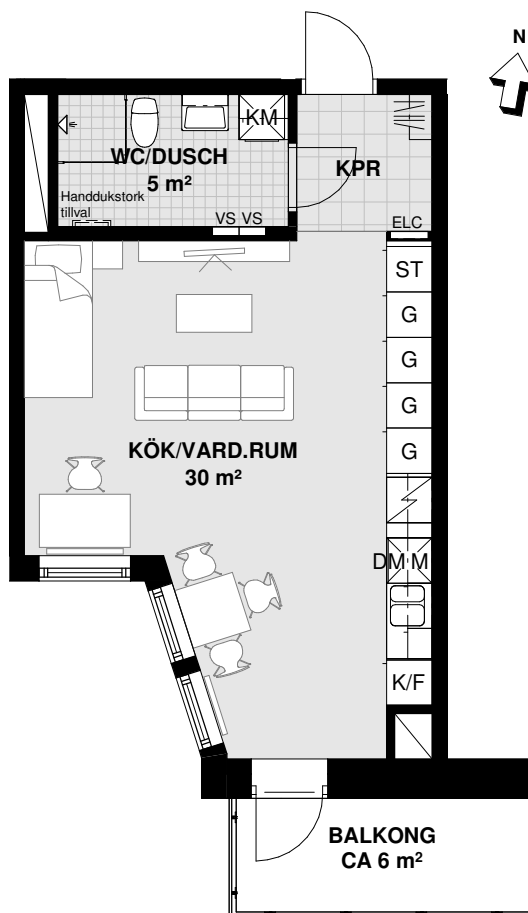 N
KM
WC/DUSCH
5 m²
KPR
Handdukstork
tillval
VS VS
ELC
ST
G
G
G
KÖK/VARD.RUM
30 m²
G
DM M
K/F
BALKONG
CA 6 m²